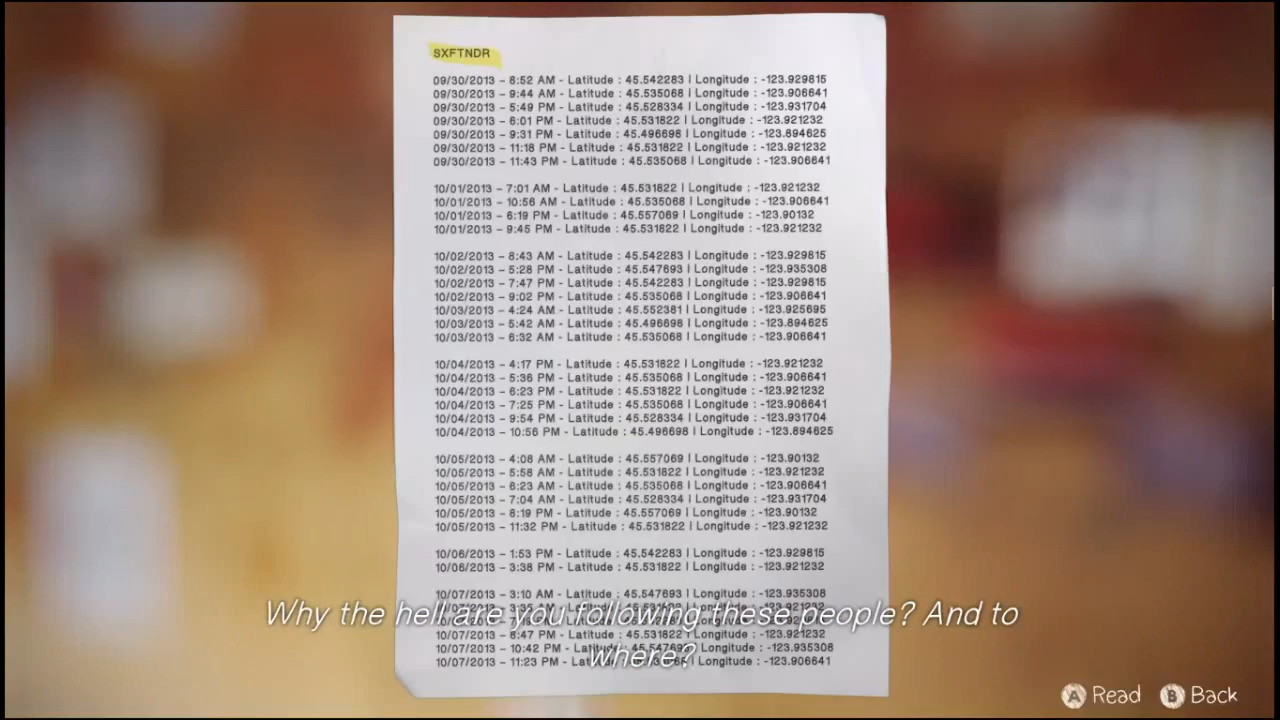 SXFTNDR
09/30/2013 – 8:52 AM - Latitude : 45.542283 | Longitude : -123.929815
09/30/2013 – 9:44 AM - Latitude : 45.535068 | Longitude : -123.906641
09/30/2013 – 5:49 PM - Latitude : 45.528334 | Longitude : -123.931704
09/30/2013 – 6:01 PM - Latitude : 45.531822 | Longitude : -123.921232
09/30/2013 – 9:31 PM - Latitude : 45.496698 | Longitude : -123.894625
09/30/2013 – 11:18 PM - Latitude : 45.531822 | Longitude : -123.921232
09/30/2013 – 11:43 PM - Latitude : 45.535068 | Longitude : -123.906641
10/01/2013 – 7:01 AM - Latitude : 45.531822 | Longitude : -123.921232
10/01/2013 – 10:56 AM - Latitude : 45.535068 | Longitude : -123.906641
10/01/2013 – 6:19 PM - Latitude : 45.557069 | Longitude : -123.90132
10/01/2013 – 9:45 PM - Latitude : 45.531822 | Longitude : -123.921232
10/02/2013 – 8:43 AM - Latitude : 45.542283 | Longitude : -123.929815
10/02/2013 – 5:28 PM - Latitude : 45.547693 | Longitude : -123.935308
10/02/2013 – 7:47 PM - Latitude : 45.542283 | Longitude : -123.929815
10/02/2013 – 9:02 PM - Latitude : 45.535068 | Longitude : -123.906641
10/03/2013 – 4:24 AM - Latitude : 45.552381 | Longitude : -123.925695
10/03/2013 – 5:42 AM - Latitude : 45.496698 | Longitude : -123.894625
10/03/2013 – 6:32 AM - Latitude : 45.535068 | Longitude : -123.906641
10/04/2013 – 4:17 PM - Latitude : 45.531822 | Longitude : -123.921232
10/04/2013 – 5:36 PM - Latitude : 45.535068 | Longitude : -123.906641
10/04/2013 – 6:23 PM - Latitude : 45.531822 | Longitude : -123.921232
10/04/2013 – 7:25 PM - Latitude : 45.535068 | Longitude : -123.906641
10/04/2013 – 9:54 PM - Latitude : 45.528334 | Longitude : -123.931704
10/04/2013 – 10:56 PM - Latitude : 45.496698 | Longitude : -123.894625
10/05/2013 – 4:08 AM - Latitude : 45.557069 | Longitude : -123.90132
10/05/2013 – 5:58 AM - Latitude : 45.531822 | Longitude : -123.921232
10/05/2013 – 6:23 AM - Latitude : 45.535068 | Longitude : -123.906641
10/05/2013 – 7:04 AM - Latitude : 45.528334 | Longitude : -123.931704
10/05/2013 – 8:19 PM - Latitude : 45.557069 | Longitude : -123.90132
10/05/2013 – 11:32 PM - Latitude : 45.531822 | Longitude : -123.921232
10/06/2013 – 1:53 PM - Latitude : 45.542283 | Longitude : -123.929815
10/06/2013 – 3:38 PM - Latitude : 45.531822 | Longitude : -123.921232
10/07/2013 – 3:10 AM - Latitude : 45.547693 | Longitude : -123.935308
10/07/2013 – 8:47 PM - Latitude : 45.531822 | Longitude : -123.921232
10/07/2013 – 10:42 PM - Latitude : 45.547693 | Longitude : -123.935308
10/07/2013 – 11:23 PM - Latitude : | Longitude : -123.906641
Why the hell are you following these people? And to
where?
A Read B Back